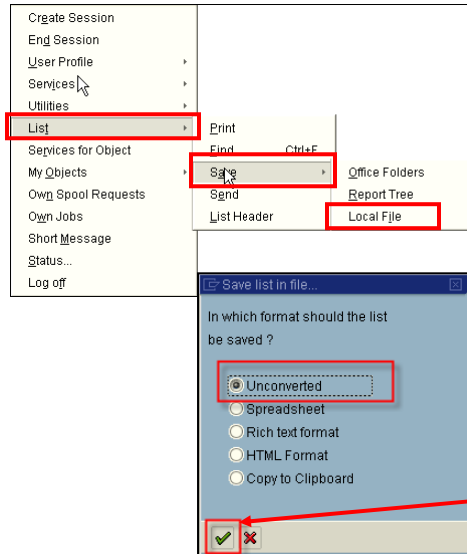 Create Session
End Session
User Profile
Services
Utilities
List
Services for Object
My Objects
Own Spool Requests
Own Jobs
Short Message
Status...
Log off
Print
Find Ctrl+F
Save
Send
List Header
Office Folders
Report Tree
Local File
Save list in file...
In which format should the list
be saved ?
Unconverted
Spreadsheet
Rich text format
HTML Format
Copy to Clipboard